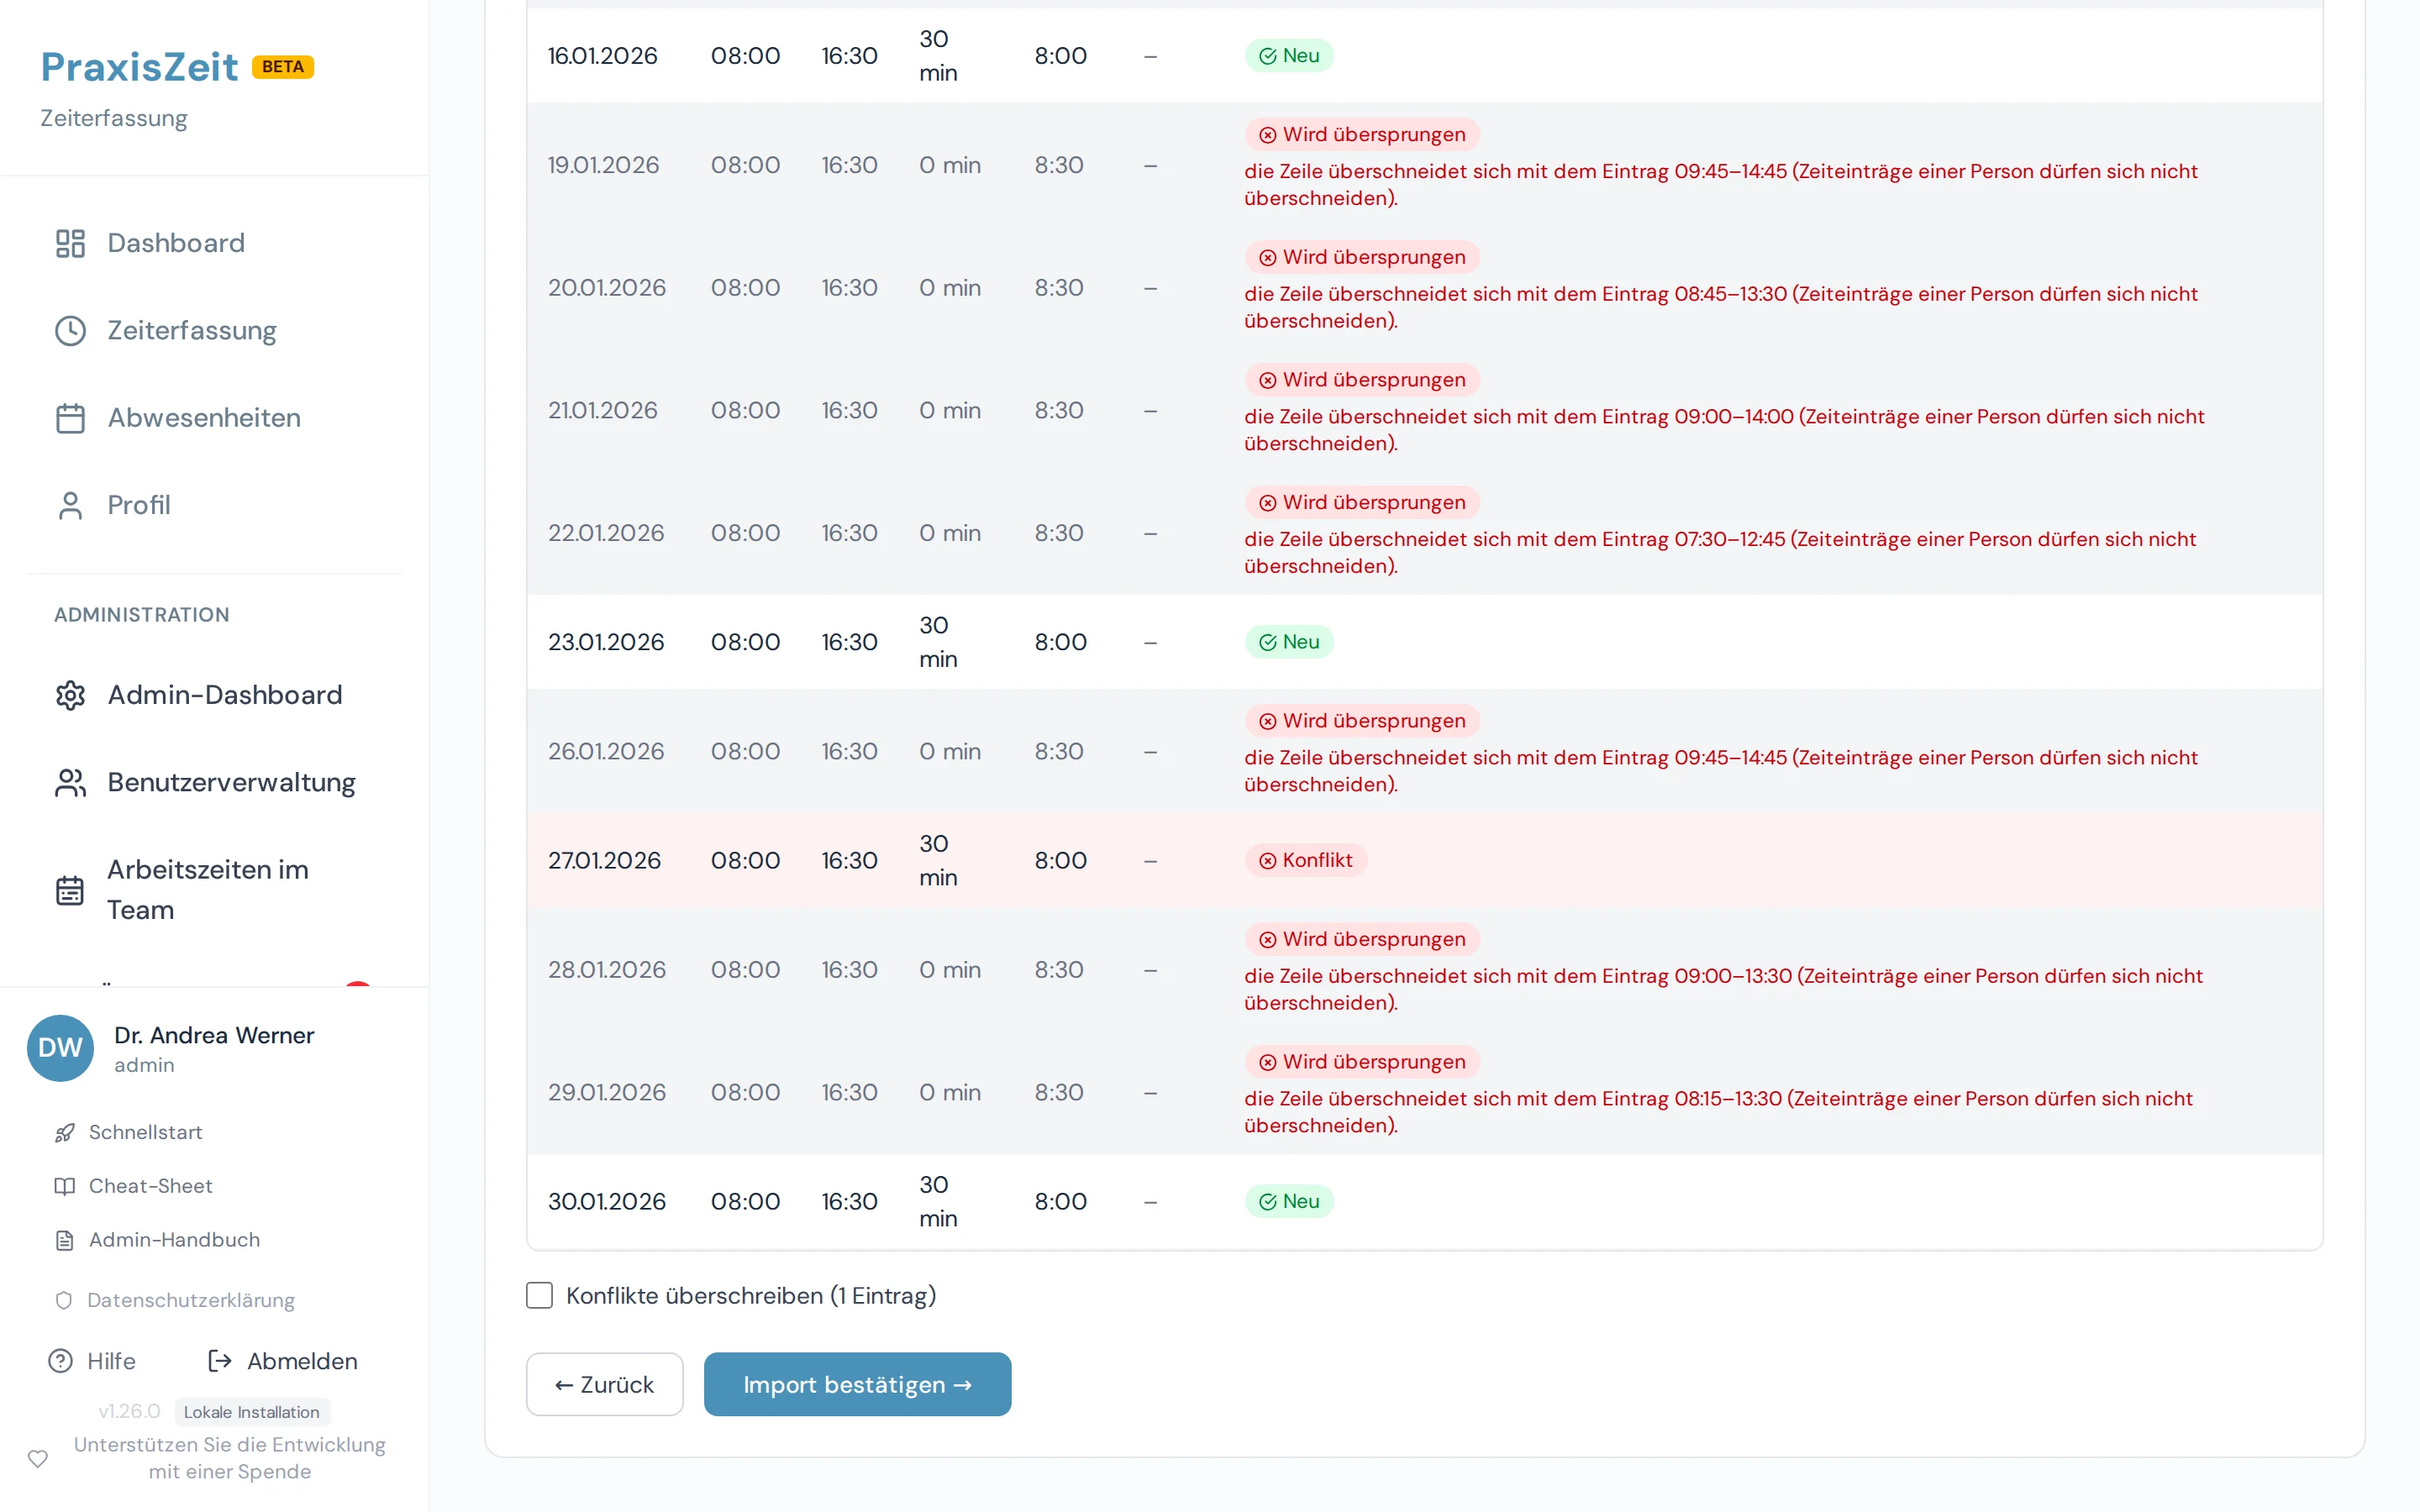 PraxisZeit BETA
Zeiterfassung
Dashboard
Zeiterfassung
Abwesenheiten
Profil
ADMINISTRATION
Admin-Dashboard
Benutzerverwaltung
Arbeitszeiten im
Team
DW
Dr. Andrea Werner
admin
Schnellstart
Cheat-Sheet
Admin-Handbuch
Datenschutzerklärung
Hilfe Abmelden
v1.26.0 Lokale Installation
Unterstützen Sie die Entwicklung
mit einer Spende
16.01.2026 08:00 16:30 30 min 8:00 – Neu
19.01.2026 08:00 16:30 0 min 8:30 – Wird übersprungen
die Zeile überschneidet sich mit dem Eintrag 09:45–14:45 (Zeiteinträge einer Person dürfen sich nicht
überschneiden).
20.01.2026 08:00 16:30 0 min 8:30 – Wird übersprungen
die Zeile überschneidet sich mit dem Eintrag 08:45–13:30 (Zeiteinträge einer Person dürfen sich nicht
überschneiden).
21.01.2026 08:00 16:30 0 min 8:30 – Wird übersprungen
die Zeile überschneidet sich mit dem Eintrag 09:00–14:00 (Zeiteinträge einer Person dürfen sich nicht
überschneiden).
22.01.2026 08:00 16:30 0 min 8:30 – Wird übersprungen
die Zeile überschneidet sich mit dem Eintrag 07:30–12:45 (Zeiteinträge einer Person dürfen sich nicht
überschneiden).
23.01.2026 08:00 16:30 30 min 8:00 – Neu
26.01.2026 08:00 16:30 0 min 8:30 – Wird übersprungen
die Zeile überschneidet sich mit dem Eintrag 09:45–14:45 (Zeiteinträge einer Person dürfen sich nicht
überschneiden).
27.01.2026 08:00 16:30 30 min 8:00 – Konflikt
28.01.2026 08:00 16:30 0 min 8:30 – Wird übersprungen
die Zeile überschneidet sich mit dem Eintrag 09:00–13:30 (Zeiteinträge einer Person dürfen sich nicht
überschneiden).
29.01.2026 08:00 16:30 0 min 8:30 – Wird übersprungen
die Zeile überschneidet sich mit dem Eintrag 08:15–13:30 (Zeiteinträge einer Person dürfen sich nicht
überschneiden).
30.01.2026 08:00 16:30 30 min 8:00 – Neu
Konflikte überschreiben (1 Eintrag)
← Zurück Import bestätigen →